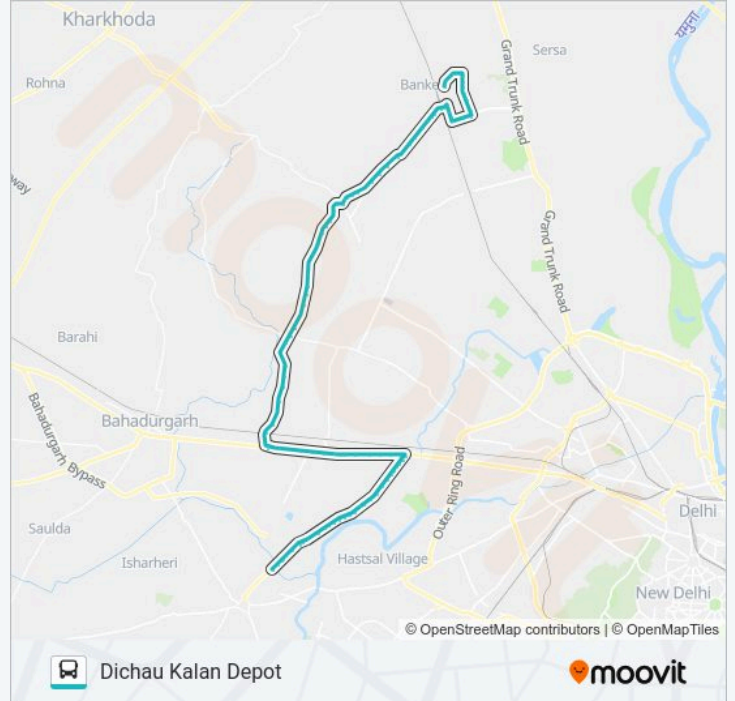 Kharkhoda
Sersa
यमुना
Rohna
Banke
Grand Trunk Road
way
Grand Trunk Road
Barahi
Bahadurgarh
Bahadurgarh Bypass
Outer Ring Road
Delhi
Saulda
Isharheri
Hastsal Village
New Delhi
© OpenStreetMap contributors | © OpenMapTiles
Dichau Kalan Depot
moovit